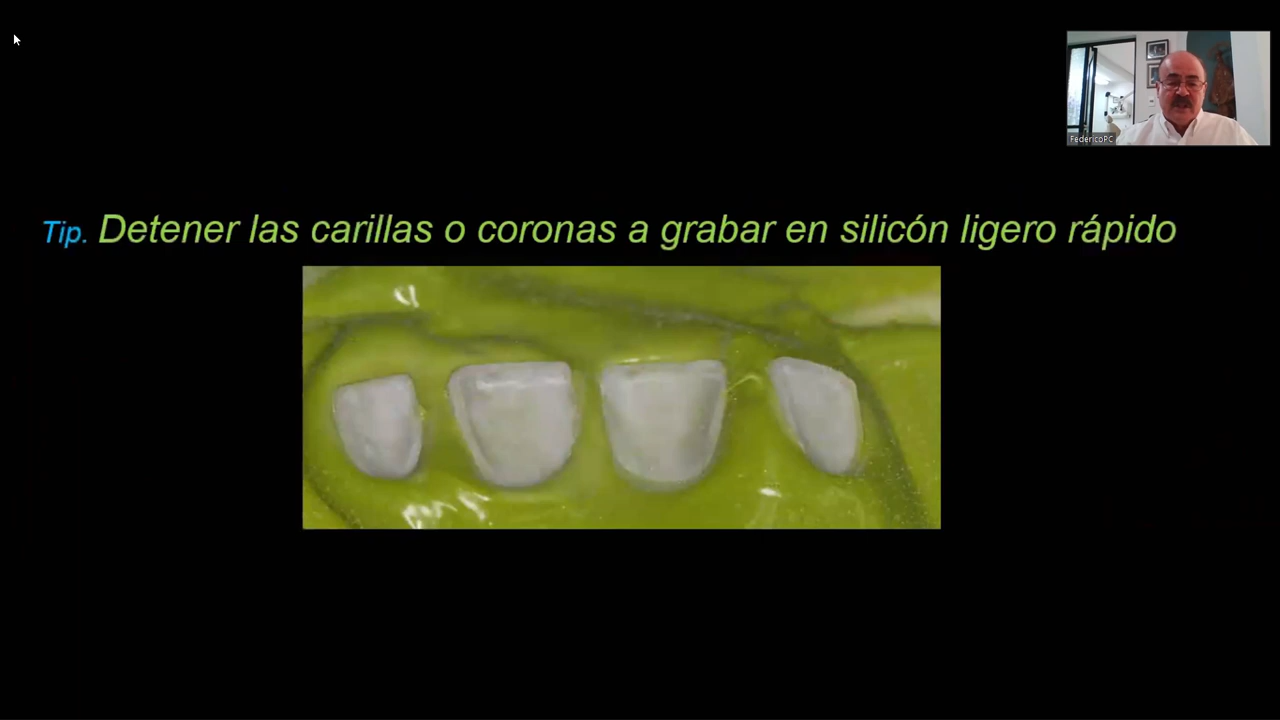 FedericoPC
Tip. Detener las carillas o coronas a grabar en silicón ligero rápido